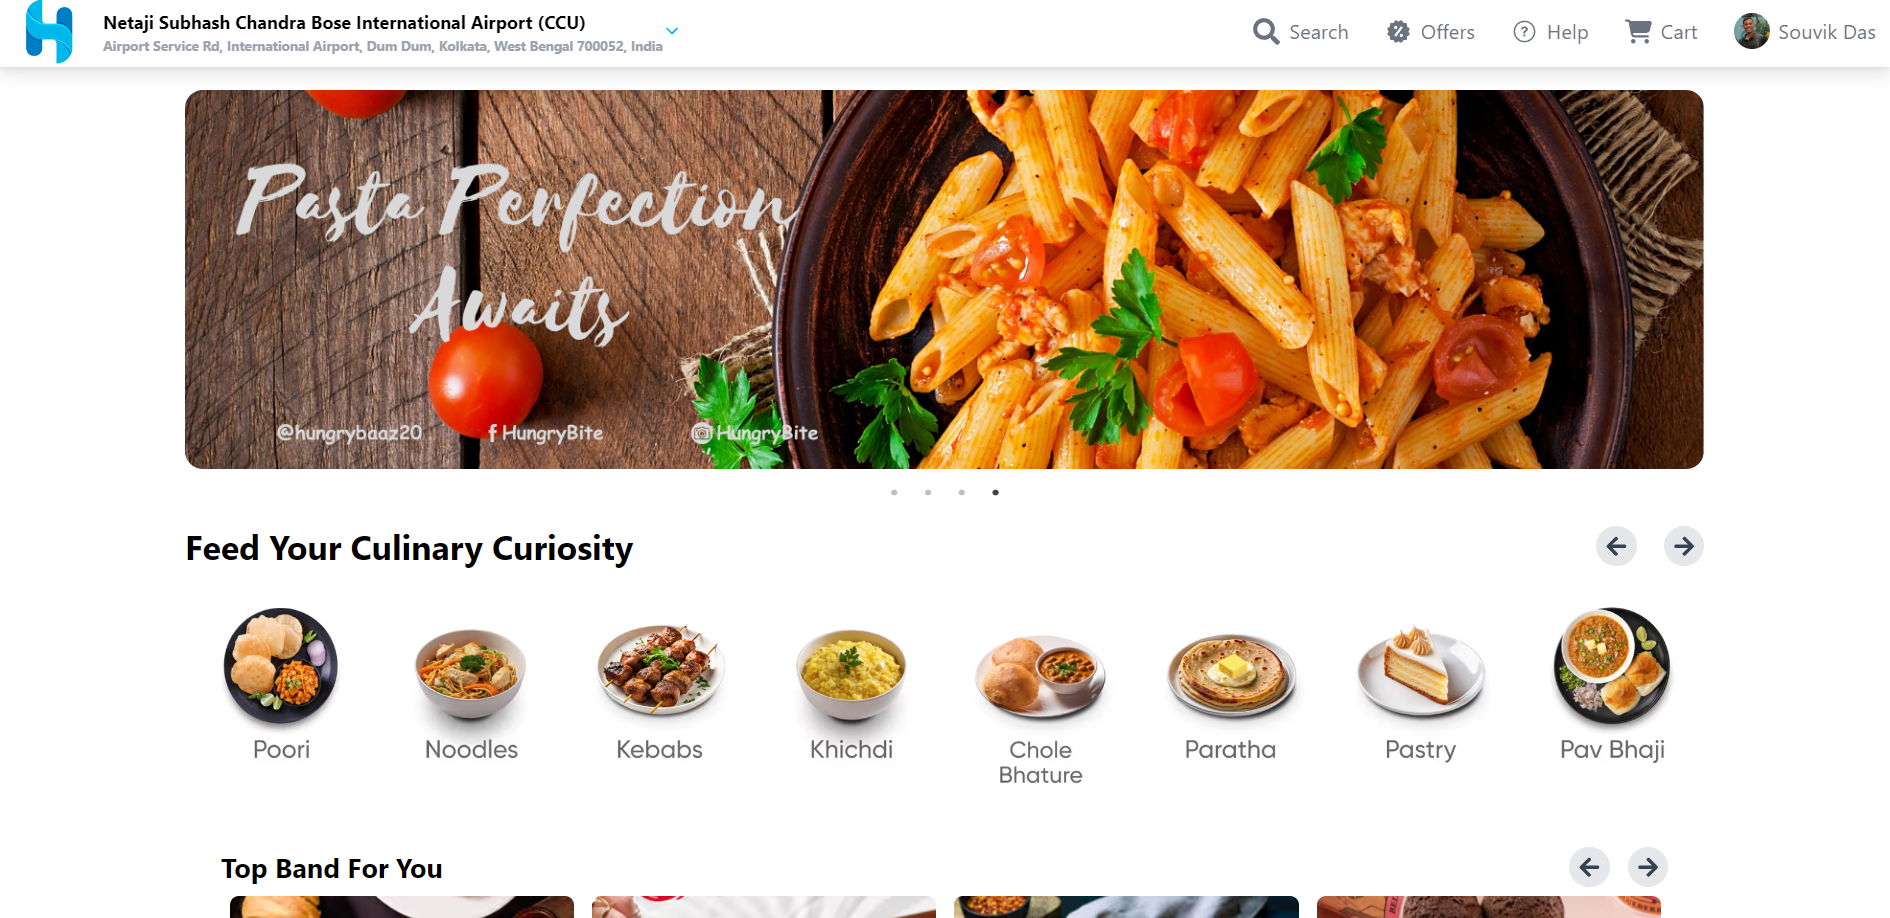 Netaji Subhash Chandra Bose International Airport (CCU)
Airport Service Rd, International Airport, Dum Dum, Kolkata, West Bengal 700052, India
Search
Offers
Help
Cart
Souvik Das
Pasta Perfection
Awaits
@hungrybaaz20
HungryBite
HungryBite
Feed Your Culinary Curiosity
Poori
Noodles
Kebabs
Khichdi
Chole
Bhature
Paratha
Pastry
Pav Bhaji
Top Band For You